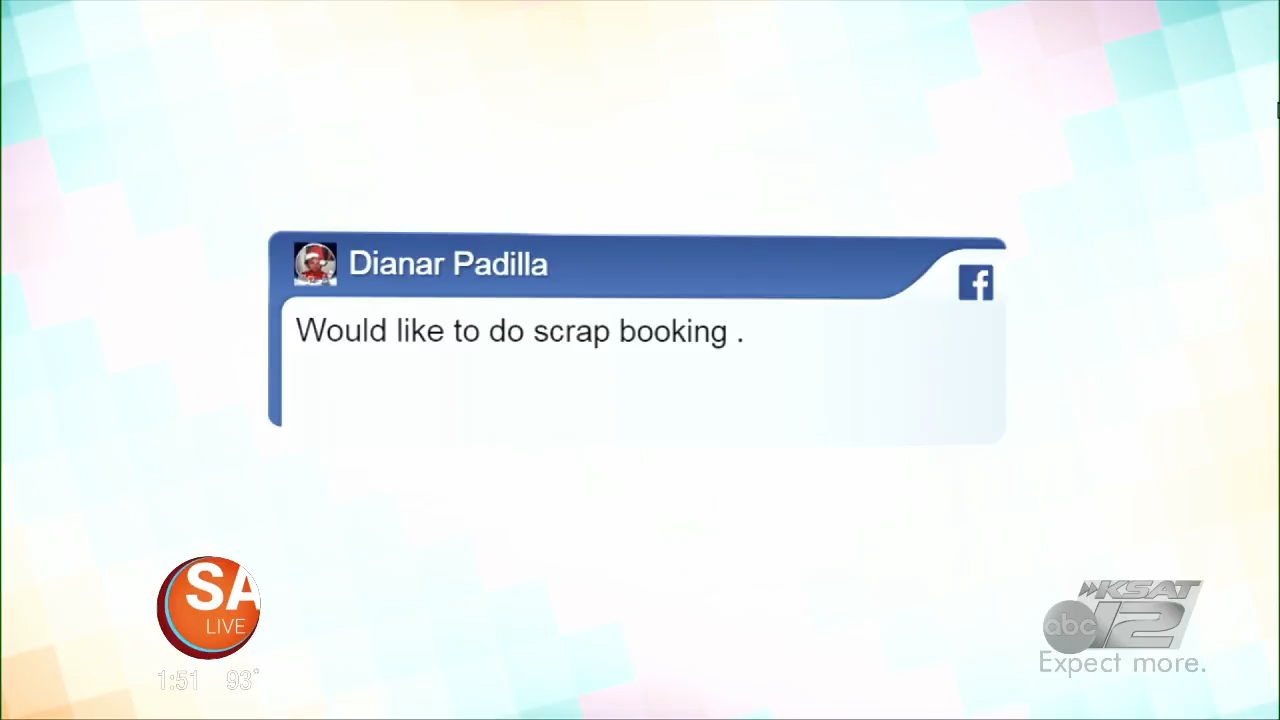 Dianar Padilla
Would like to do scrap booking .
SA
LIVE
1:51 93°
KSAT
abc 12
Expect more.